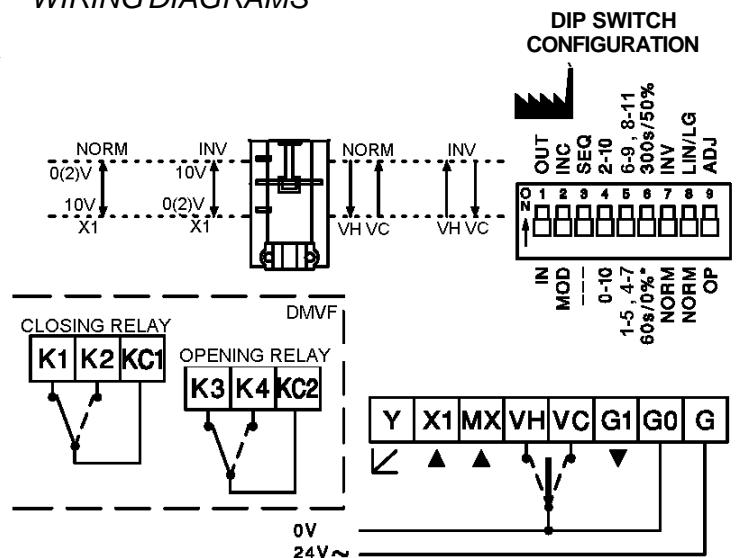 WIRING DIAGRAMS
DIP SWITCH
CONFIGURATION
OUT
INC
SEQ
2-10
6-9 , 8-11
300s/50%
INV
LIN/LG
ADJ
ON 1 2 3 4 5 6 7 8 9
IN
MOD
----
0-10
1-5 , 4-7
60s/0%*
NORM
NORM
OP
NORM INV NORM INV
0(2)V 10V
10V 0(2)V
X1 X1 VH VC VH VC
DMVF
CLOSING RELAY
K1 K2 KC1
OPENING RELAY
K3 K4 KC2
Y X1 MX VH VC G1 G0 G
0V
24V~